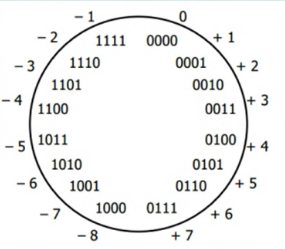 − 1 0
− 2 1111 0000 + 1
− 3 1110 0001 + 2
1101 0010
− 4 1100 0011 + 3
− 5 1011 0100 + 4
1010 0101
− 6 1001 0110 + 5
− 7 1000 0111 + 6
− 8 + 7